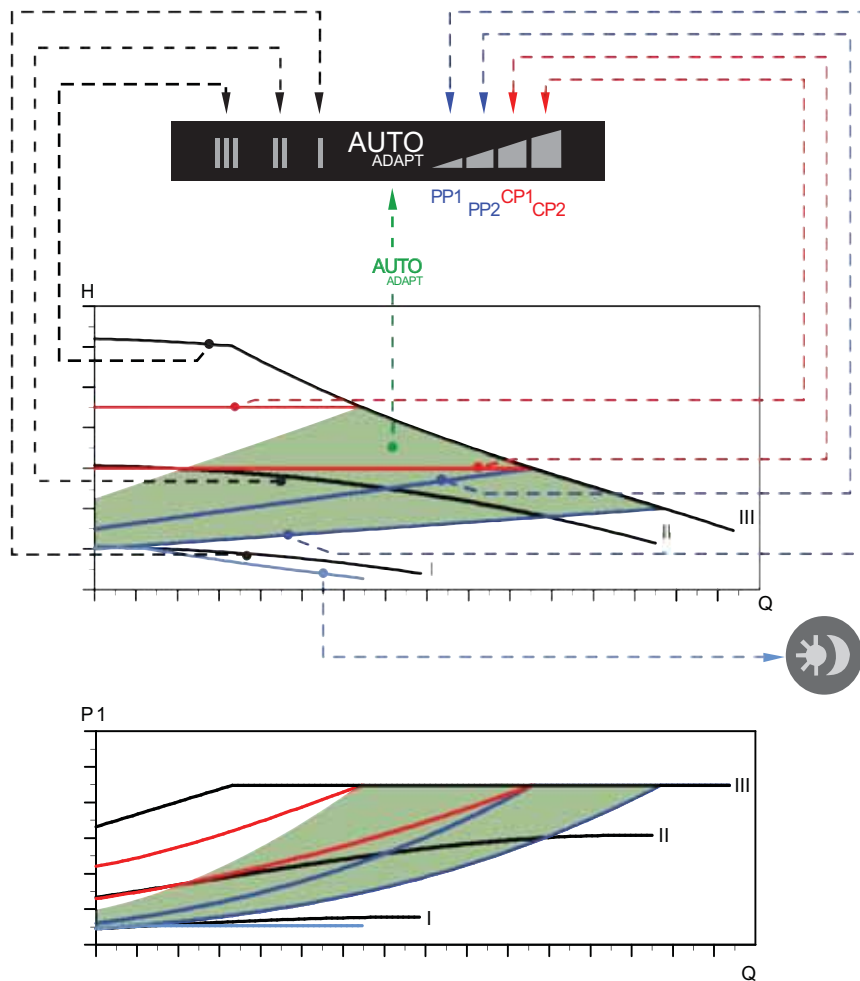 III II I AUTO
ADAPT
PP1 CP1
PP2 CP2
AUTO
ADAPT
H
III
II
I
Q
P1
III
II
I
Q